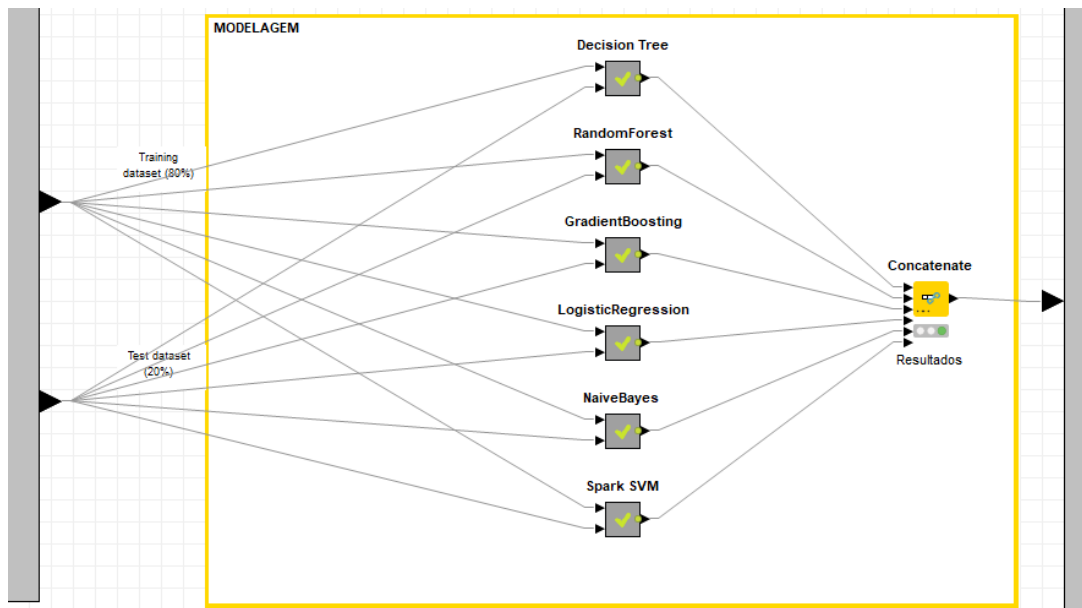 MODELAGEM
Decision Tree
Training
dataset (80%)
RandomForest
GradientBoosting
Concatenate
LogisticRegression
Test dataset
(20%)
Resultados
NaiveBayes
Spark SVM